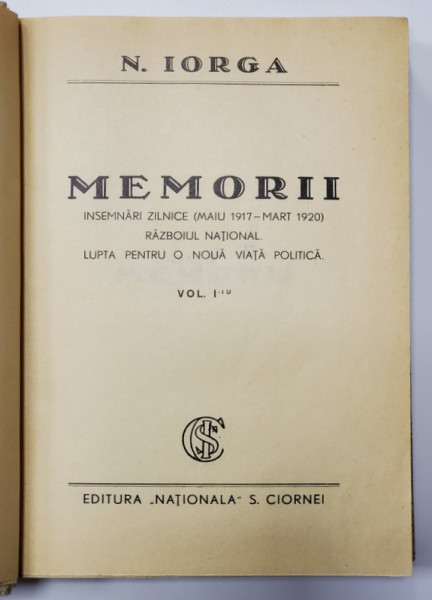 N. IORGA
MEMORII
INSEMNĂRI ZILNICE (MAIU 1917–MART 1920)
RĂZBOIUL NAȚIONAL.
LUPTA PENTRU O NOUĂ VIAȚĂ POLITICĂ.
VOL. I-IU
CSI
EDITURA „NAȚIONALA" S. CIORNEI